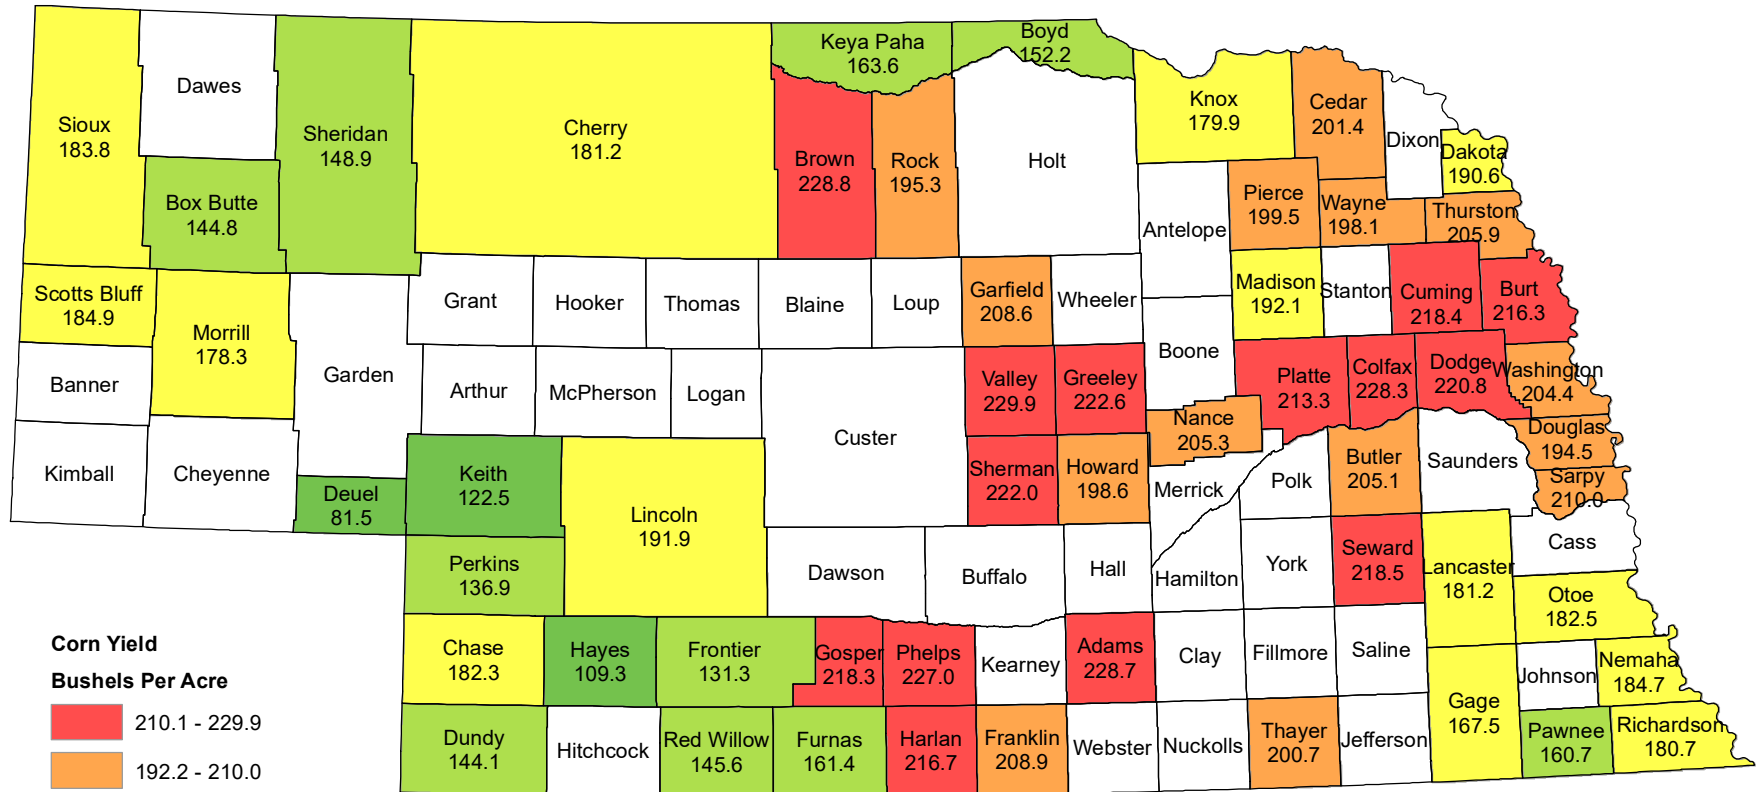 Sioux
183.8
Dawes
Sheridan
148.9
Box Butte
144.8
Cherry
181.2
Keya Paha
163.6
Boyd
152.2
Brown
228.8
Rock
195.3
Holt
Knox
179.9
Cedar
201.4
Dixon
Dakota
190.6
Antelope
Pierce
199.5
Wayne
198.1
Thurston
205.9
Scotts Bluff
184.9
Morrill
178.3
Banner
Kimball
Cheyenne
Garden
Deuel
81.5
Grant
Hooker
Thomas
Blaine
Loup
Garfield
208.6
Wheeler
Madison
192.1
Stanton
Cuming
218.4
Burt
216.3
Arthur
McPherson
Logan
Custer
Valley
229.9
Greeley
222.6
Boone
Platte
213.3
Colfax
228.3
Dodge
220.8
Washington
204.4
Nance
205.3
Douglas
194.5
Sarpy
210.0
Keith
122.5
Lincoln
191.9
Sherman
222.0
Howard
198.6
Merrick
Polk
Butler
205.1
Saunders
Perkins
136.9
Dawson
Buffalo
Hall
Hamilton
York
Seward
218.5
Lancaster
181.2
Cass
Otoe
182.5
Chase
182.3
Hayes
109.3
Frontier
131.3
Gosper
218.3
Phelps
227.0
Kearney
Adams
228.7
Clay
Fillmore
Saline
Johnson
Nemaha
184.7
Gage
167.5
Dundy
144.1
Hitchcock
Red Willow
145.6
Furnas
161.4
Harlan
216.7
Franklin
208.9
Webster
Nuckolls
Thayer
200.7
Jefferson
Pawnee
160.7
Richardson
180.7
Corn Yield
Bushels Per Acre
210.1 - 229.9
192.2 - 210.0